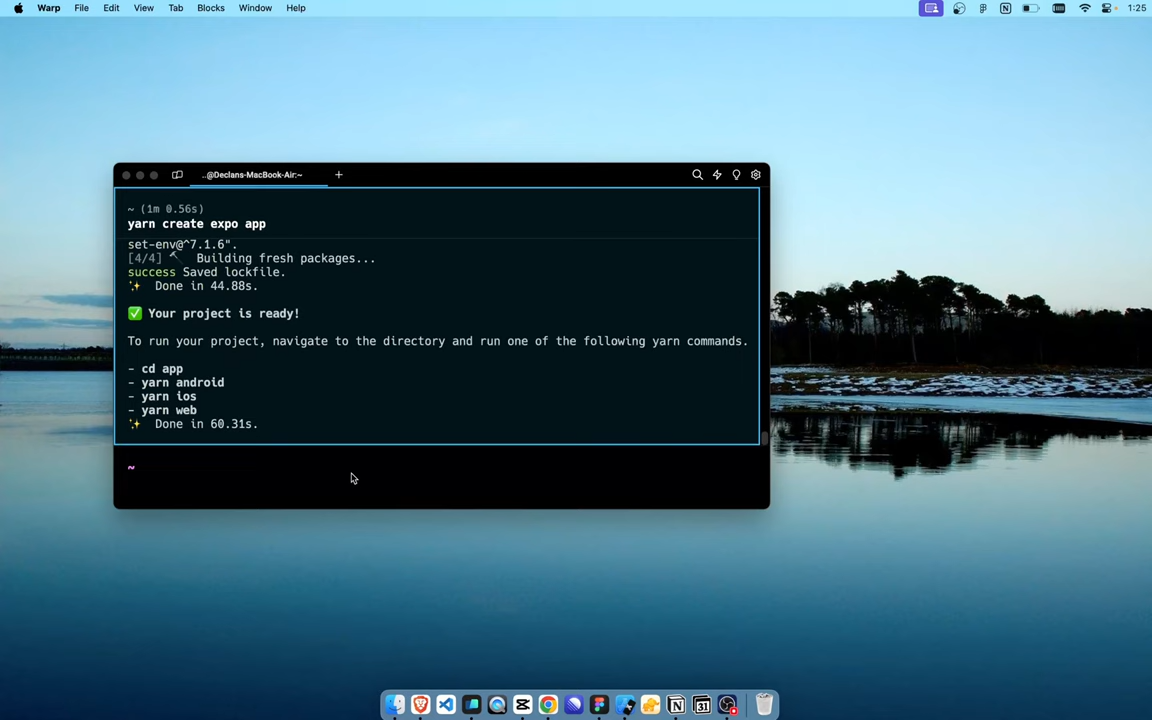 Warp File Edit View Tab Blocks Window Help
1:25
..@Declans-MacBook-Air:~
~ (1m 0.56s)
yarn create expo app
set-env@^7.1.6".
[4/4] 🔨 Building fresh packages...
success Saved lockfile.
✨ Done in 44.88s.
✅ Your project is ready!
To run your project, navigate to the directory and run one of the following yarn commands.
- cd app
- yarn android
- yarn ios
- yarn web
✨ Done in 60.31s.
~
31